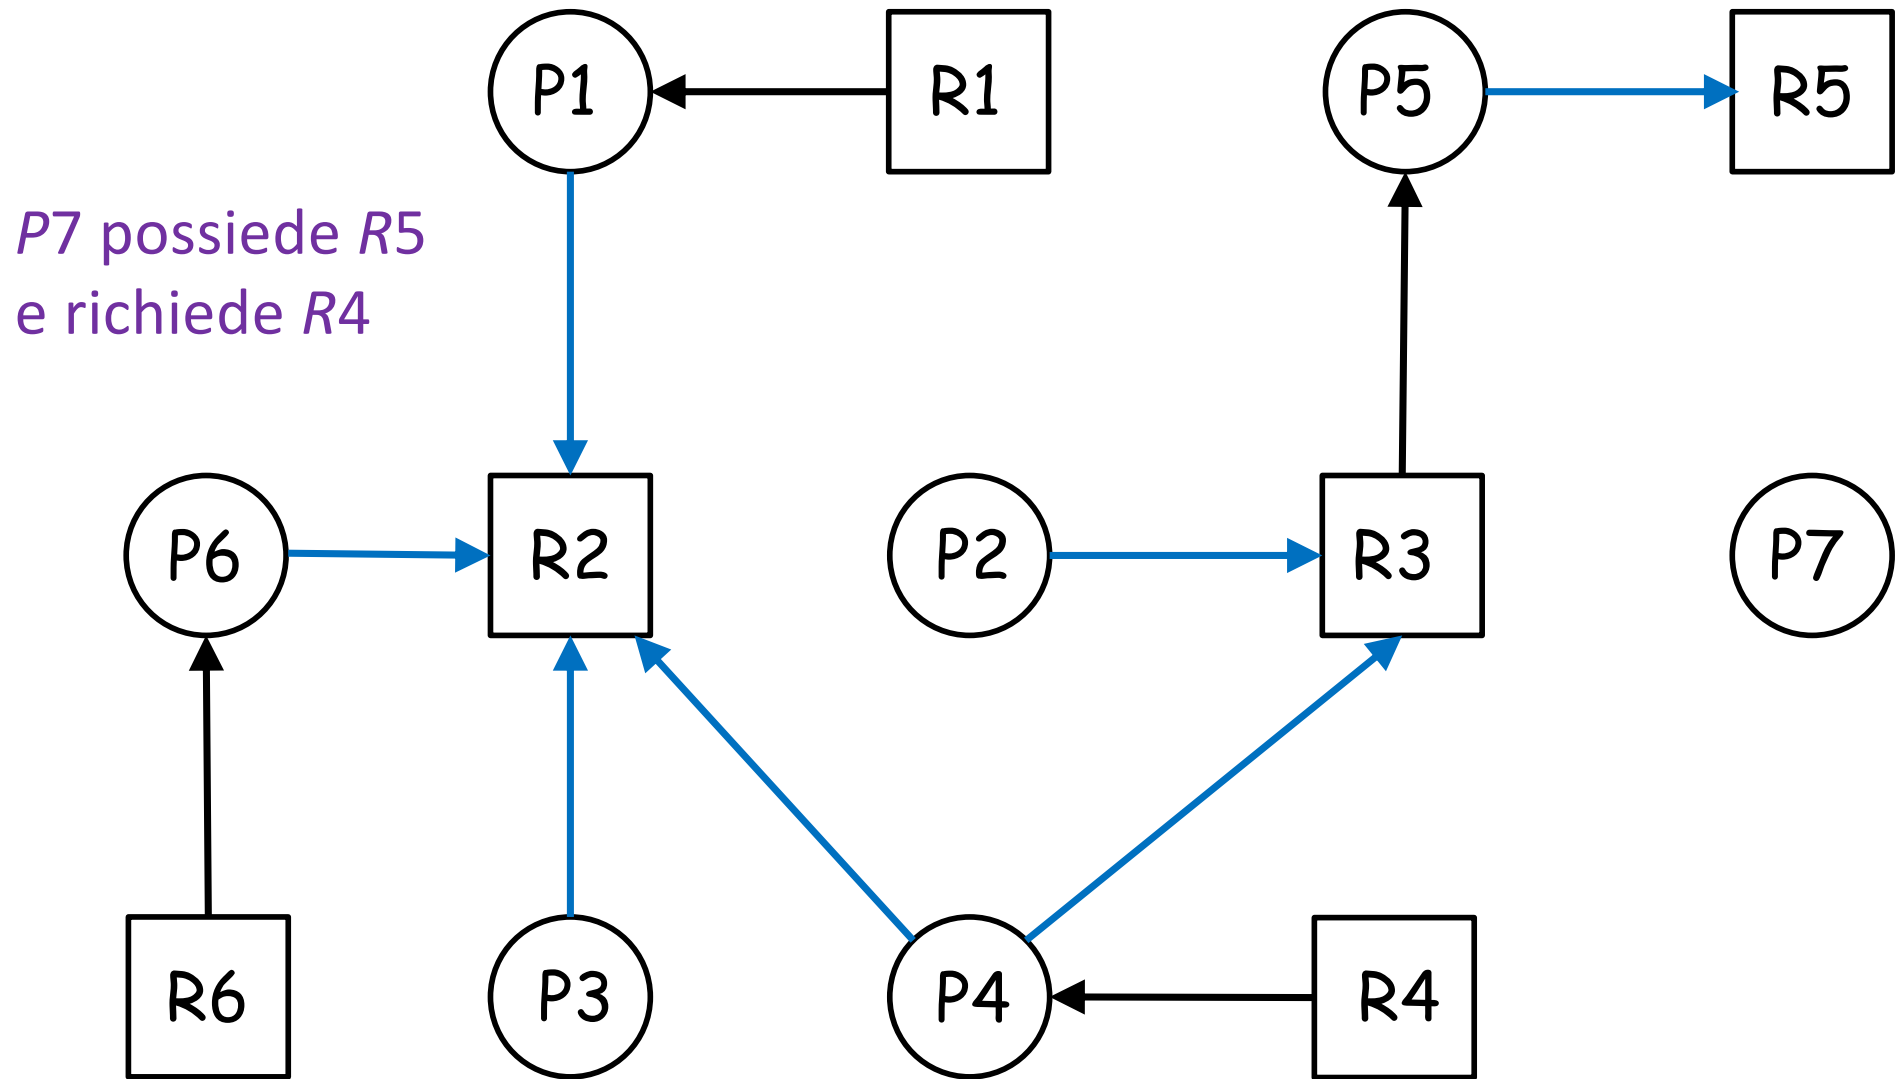 P1
R1
P5
R5
P7 possiede R5
e richiede R4
P6
R2
P2
R3
P7
R6
P3
P4
R4